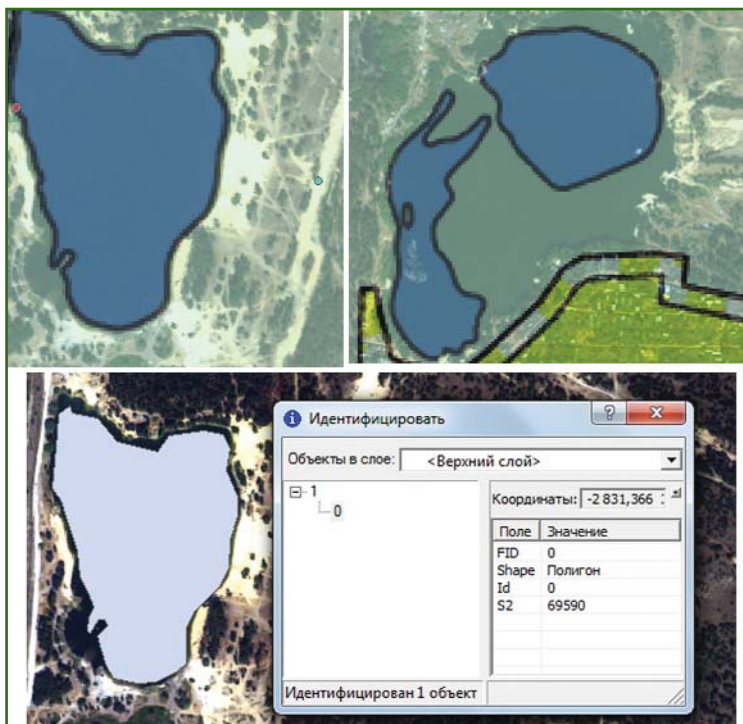 Идентифицировать
Объекты в слое: <Верхний слой>
1
0
Координаты: -2 831,366
Поле Значение
FID 0
Shape Полигон
Id 0
S2 69590
Идентифицирован 1 объект